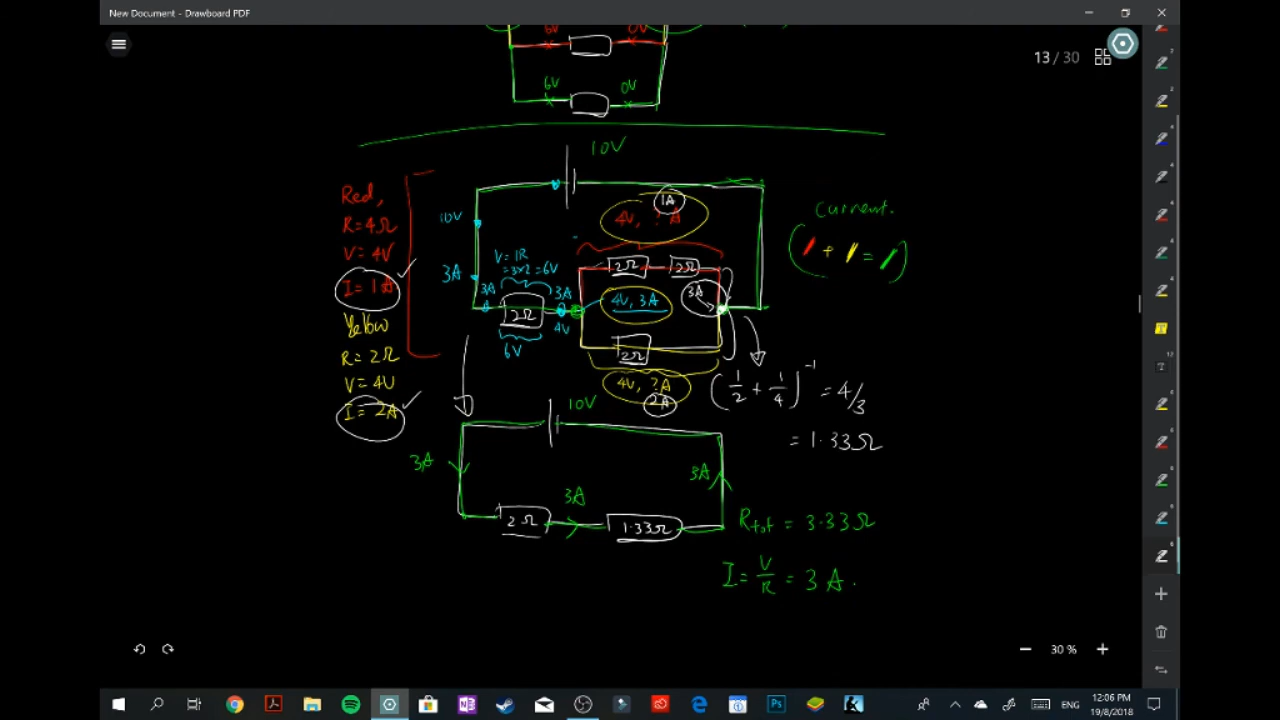 New Document - Drawboard PDF
13 / 30
6V
0V
6V
0V
10V
Red,
R = 4Ω
V = 4V
I = 1A
Yellow
R = 2Ω
V = 4V
I = 2A
10V
3A
3A
V = IR
= 3×2 = 6V
3A
2Ω
4V
6V
1A
4V, ? A
2Ω
2Ω
4V, 3A
3A
2Ω
4V, ? A
2A
Current.
( / + / = / )
(1/2 + 1/4)⁻¹ = 4/3
= 1.33Ω
10V
3A
3A
3A
2Ω
1.33Ω
Rtot = 3.33Ω
I = V/R = 3A.
30 %
ENG
12:06 PM
19/8/2018